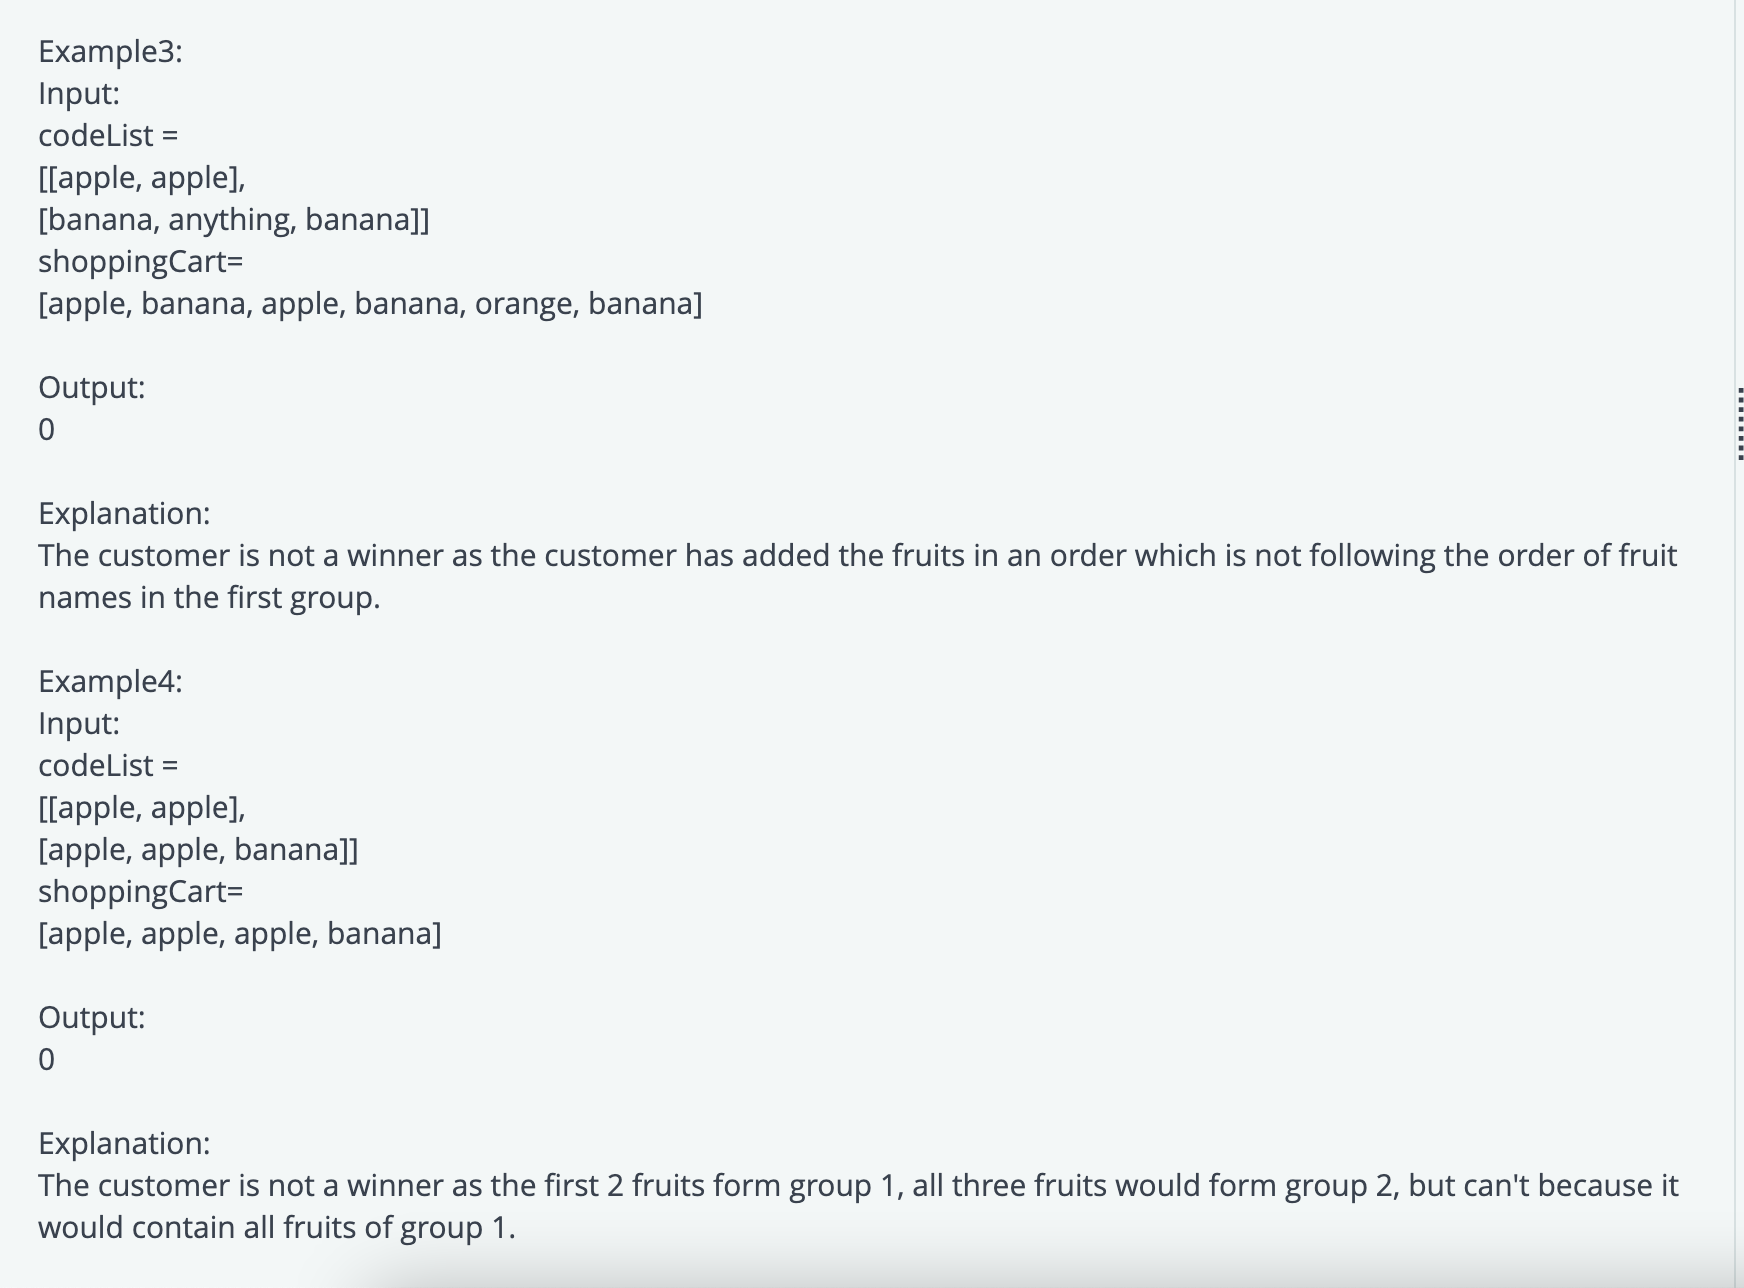 Example3:
Input:
codeList =
[[apple, apple],
[banana, anything, banana]]
shoppingCart=
[apple, banana, apple, banana, orange, banana]
Output:
0
Explanation:
The customer is not a winner as the customer has added the fruits in an order which is not following the order of fruit
names in the first group.
Example4:
Input:
codeList =
[[apple, apple],
[apple, apple, banana]]
shoppingCart=
[apple, apple, apple, banana]
Output:
0
Explanation:
The customer is not a winner as the first 2 fruits form group 1, all three fruits would form group 2, but can't because it
would contain all fruits of group 1.